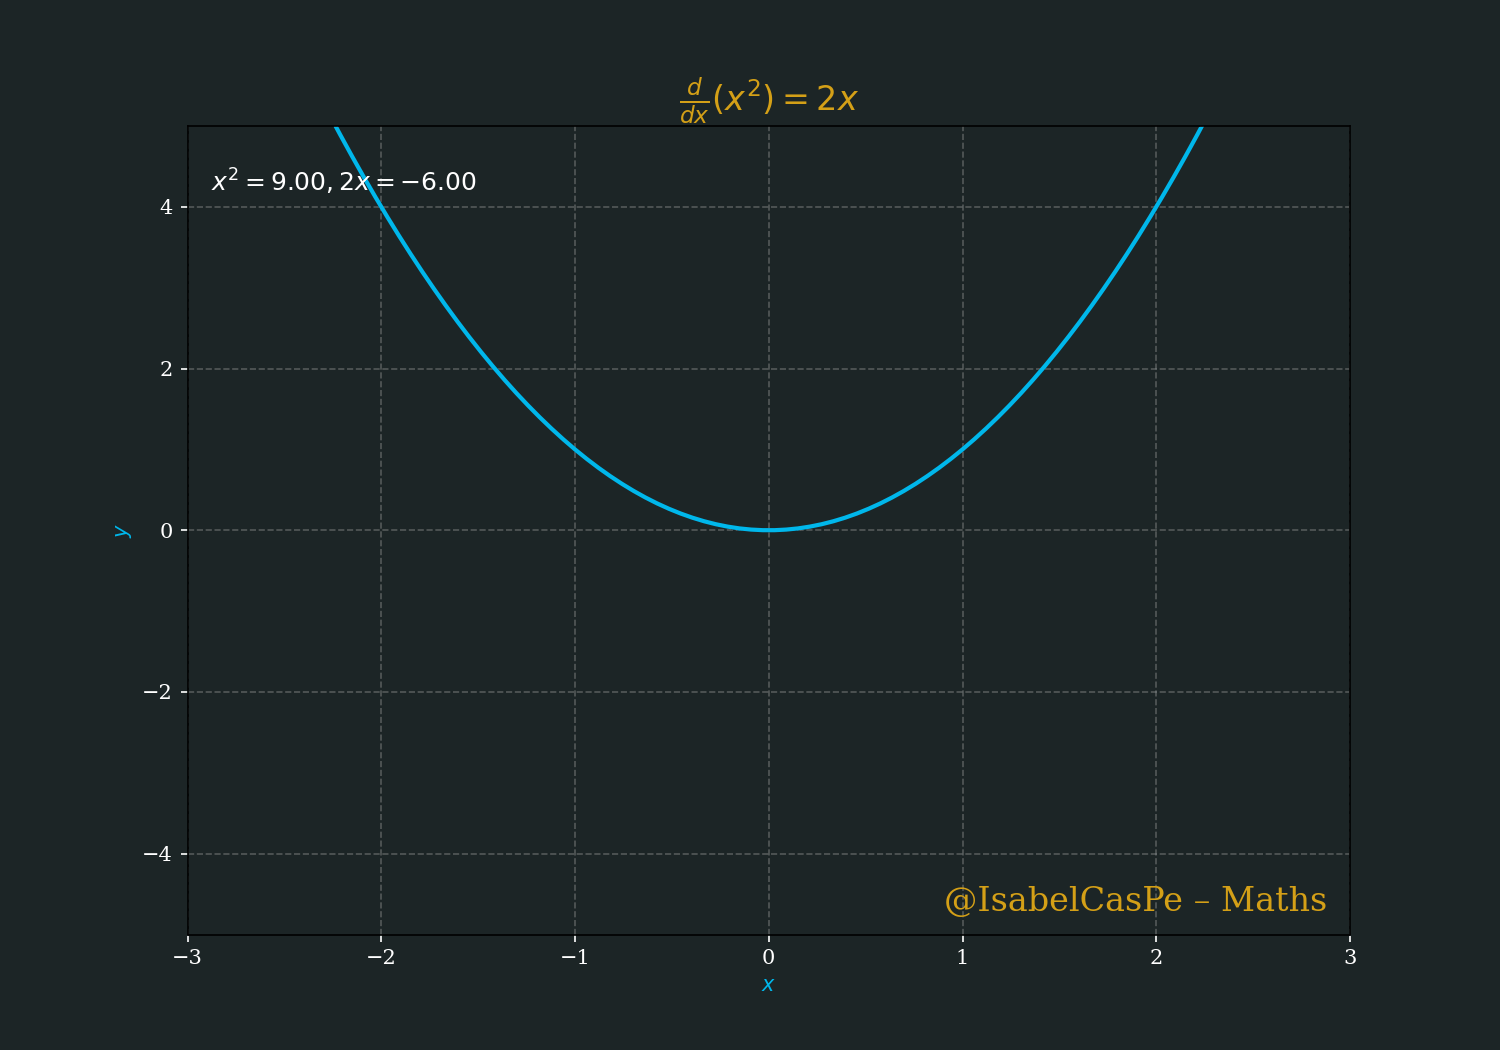 d/dx(x²) = 2x
x² = 9.00, 2x = −6.00
4
2
0
−2
−4
y
@IsabelCasPe – Maths
−3 −2 −1 0 1 2 3
x